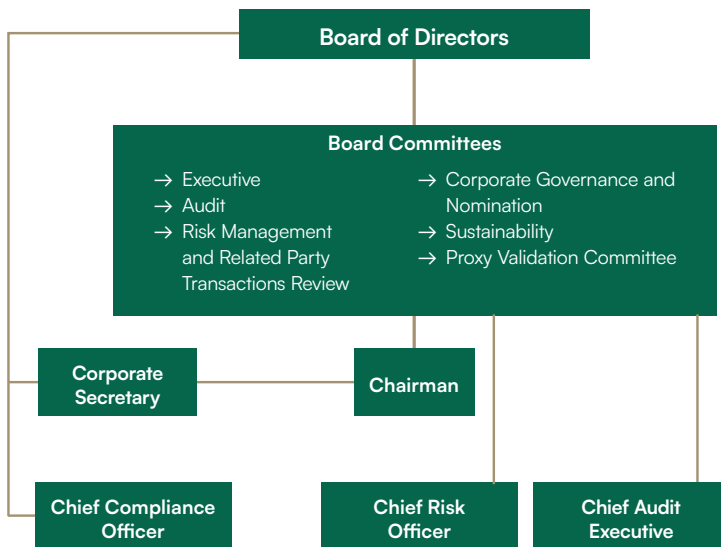 Board of Directors
Board Committees
→ Executive
→ Audit
→ Risk Management
and Related Party
Transactions Review
→ Corporate Governance and
Nomination
→ Sustainability
→ Proxy Validation Committee
Corporate
Secretary
Chairman
Chief Compliance
Officer
Chief Risk
Officer
Chief Audit
Executive